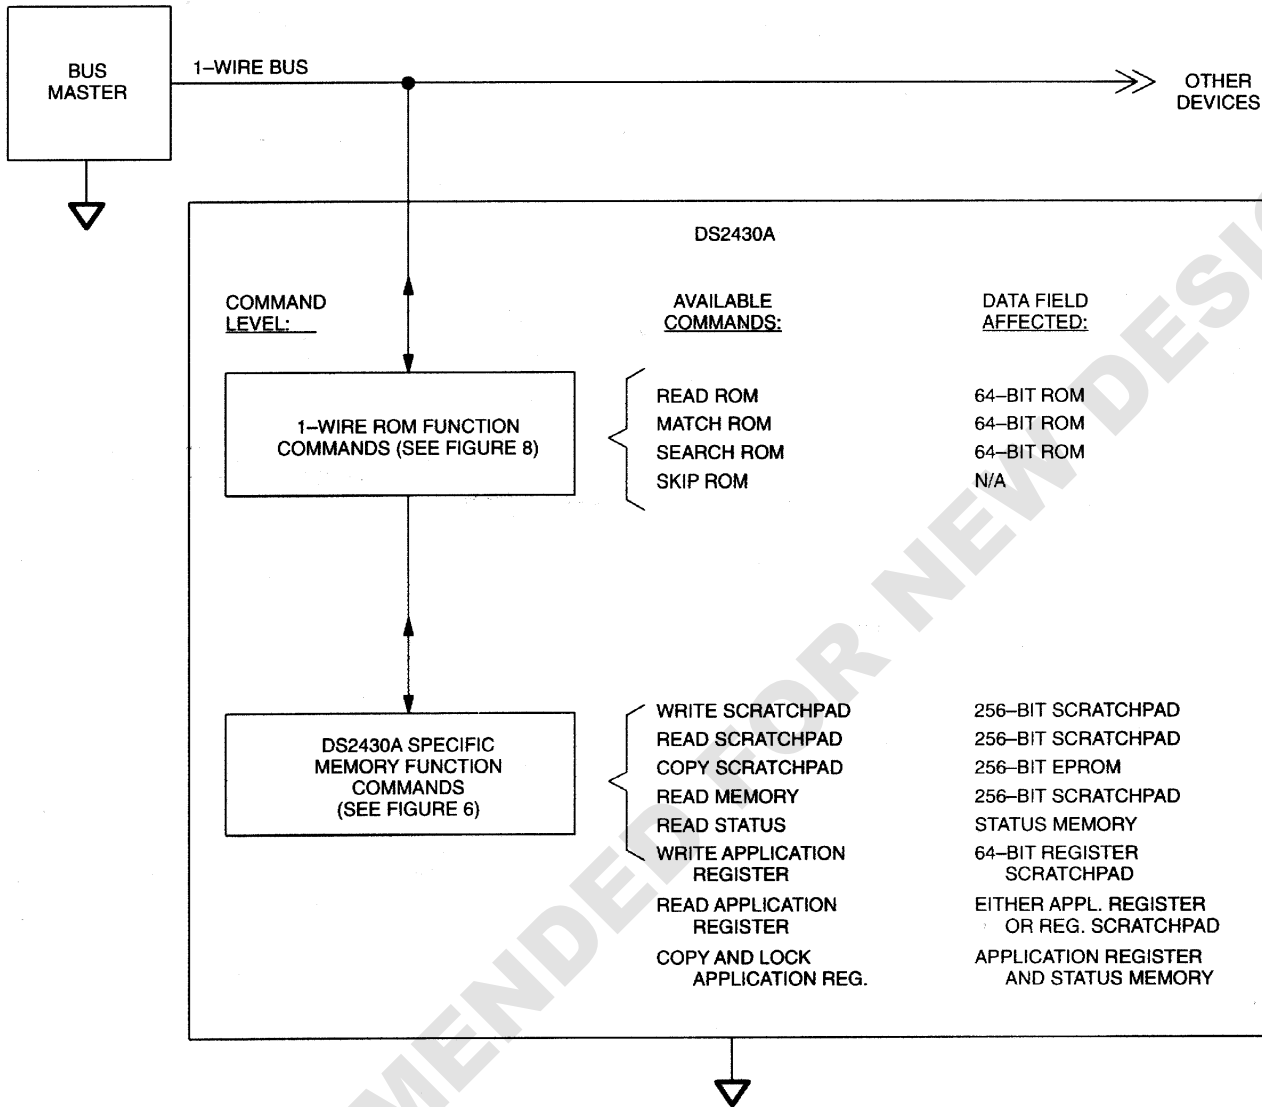 BUS
MASTER
1–WIRE BUS
OTHER
DEVICES
DS2430A
COMMAND
LEVEL:
AVAILABLE
COMMANDS:
DATA FIELD
AFFECTED:
1–WIRE ROM FUNCTION
COMMANDS (SEE FIGURE 8)
READ ROM 64–BIT ROM
MATCH ROM 64–BIT ROM
SEARCH ROM 64–BIT ROM
SKIP ROM N/A
DS2430A SPECIFIC
MEMORY FUNCTION
COMMANDS
(SEE FIGURE 6)
WRITE SCRATCHPAD 256–BIT SCRATCHPAD
READ SCRATCHPAD 256–BIT SCRATCHPAD
COPY SCRATCHPAD 256–BIT EPROM
READ MEMORY 256–BIT SCRATCHPAD
READ STATUS STATUS MEMORY
WRITE APPLICATION 64–BIT REGISTER
REGISTER SCRATCHPAD
READ APPLICATION EITHER APPL. REGISTER
REGISTER OR REG. SCRATCHPAD
COPY AND LOCK APPLICATION REGISTER
APPLICATION REG. AND STATUS MEMORY
MENDED FOR NEW DESIG